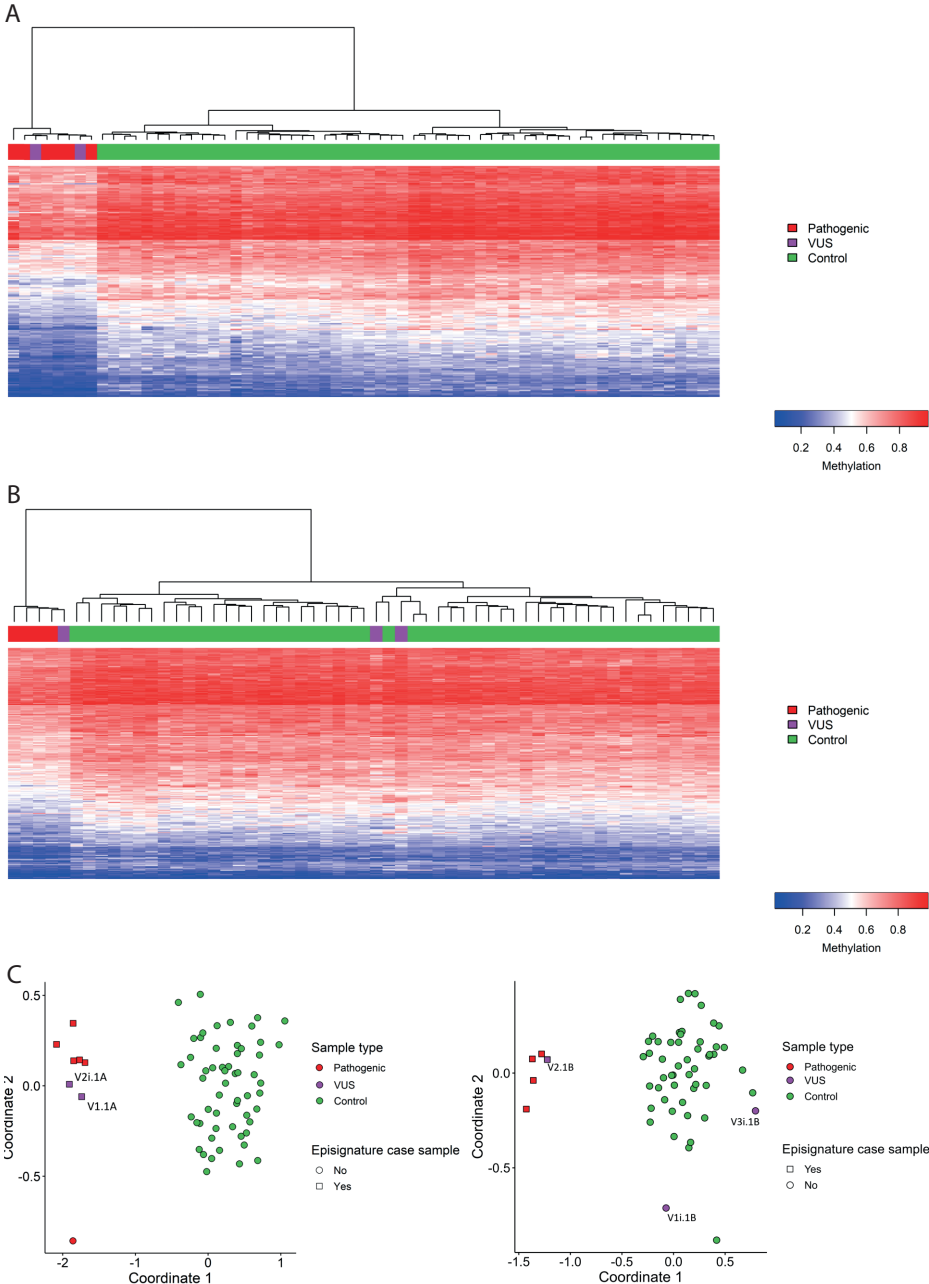 A
Pathogenic
VUS
Control
0.2 0.4 0.6 0.8
Methylation
B
Pathogenic
VUS
Control
0.2 0.4 0.6 0.8
Methylation
C
0.5
0.0
-0.5
Coordinate 2
V2i.1A
V1.1A
-2 -1 0 1
Coordinate 1
Sample type
Pathogenic
VUS
Control
Episignature case sample
No
Yes
0.0
-0.5
Coordinate 2
V2.1B
V3i.1B
V1i.1B
-1.5 -1.0 -0.5 0.0 0.5
Coordinate 1
Sample type
Pathogenic
VUS
Control
Episignature case sample
Yes
No